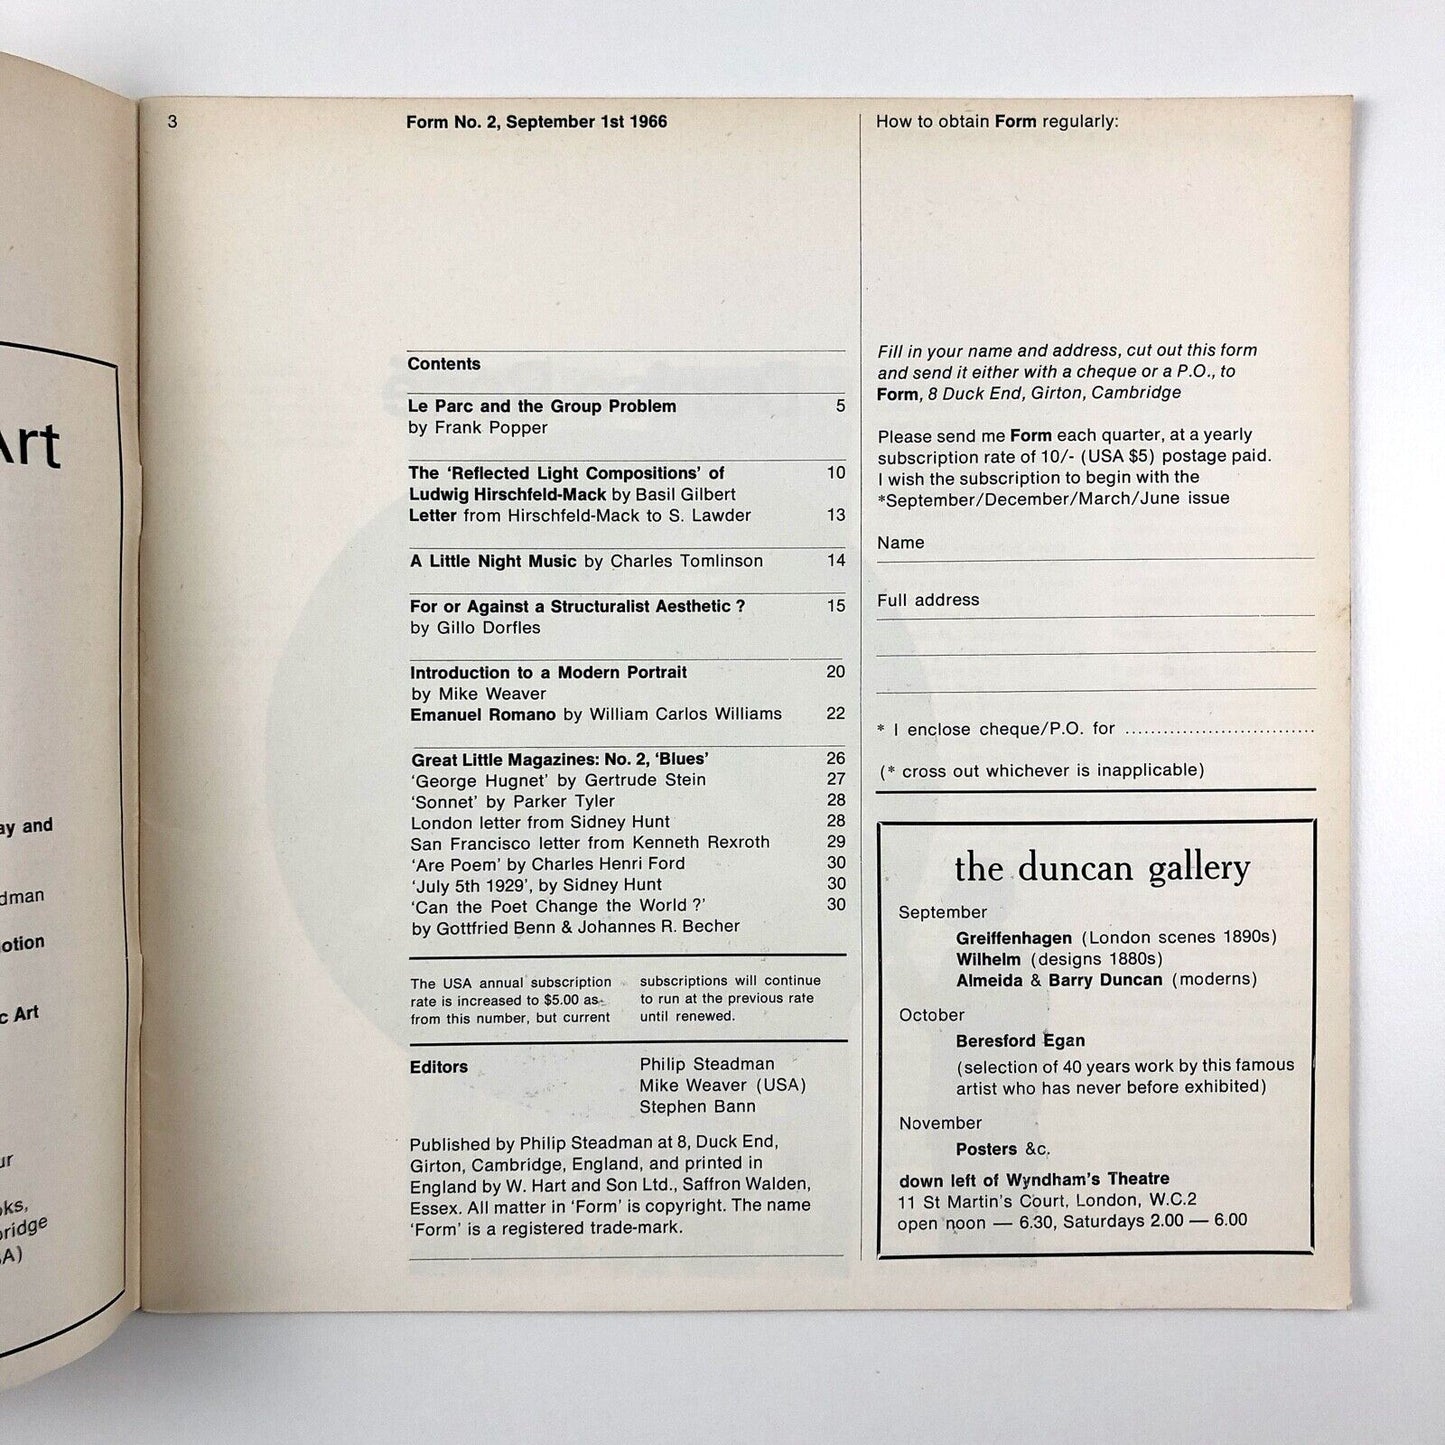 Art
ay and
dman
otion
c Art
ur
oks,
bridge
SA)
3
Form No. 2, September 1st 1966
Contents
Le Parc and the Group Problem 5
by Frank Popper
The ‘Reflected Light Compositions’ of 10
Ludwig Hirschfeld-Mack by Basil Gilbert
Letter from Hirschfeld-Mack to S. Lawder 13
A Little Night Music by Charles Tomlinson 14
For or Against a Structuralist Aesthetic ? 15
by Gillo Dorfles
Introduction to a Modern Portrait 20
by Mike Weaver
Emanuel Romano by William Carlos Williams 22
Great Little Magazines: No. 2, ‘Blues’ 26
‘George Hugnet’ by Gertrude Stein 27
‘Sonnet’ by Parker Tyler 28
London letter from Sidney Hunt 28
San Francisco letter from Kenneth Rexroth 29
‘Are Poem’ by Charles Henri Ford 30
‘July 5th 1929’, by Sidney Hunt 30
‘Can the Poet Change the World ?’ 30
by Gottfried Benn & Johannes R. Becher
The USA annual subscription
rate is increased to $5.00 as
from this number, but current
subscriptions will continue
to run at the previous rate
until renewed.
Editors Philip Steadman
Mike Weaver (USA)
Stephen Bann
Published by Philip Steadman at 8, Duck End,
Girton, Cambridge, England, and printed in
England by W. Hart and Son Ltd., Saffron Walden,
Essex. All matter in ‘Form’ is copyright. The name
‘Form’ is a registered trade-mark.
How to obtain Form regularly:
Fill in your name and address, cut out this form
and send it either with a cheque or a P.O., to
Form, 8 Duck End, Girton, Cambridge
Please send me Form each quarter, at a yearly
subscription rate of 10/- (USA $5) postage paid.
I wish the subscription to begin with the
*September/December/March/June issue
Name
Full address
* I enclose cheque/P.O. for ..............................
(* cross out whichever is inapplicable)
the duncan gallery
September
Greiffenhagen (London scenes 1890s)
Wilhelm (designs 1880s)
Almeida & Barry Duncan (moderns)
October
Beresford Egan
(selection of 40 years work by this famous
artist who has never before exhibited)
November
Posters &c.
down left of Wyndham’s Theatre
11 St Martin’s Court, London, W.C.2
open noon — 6.30, Saturdays 2.00 — 6.00